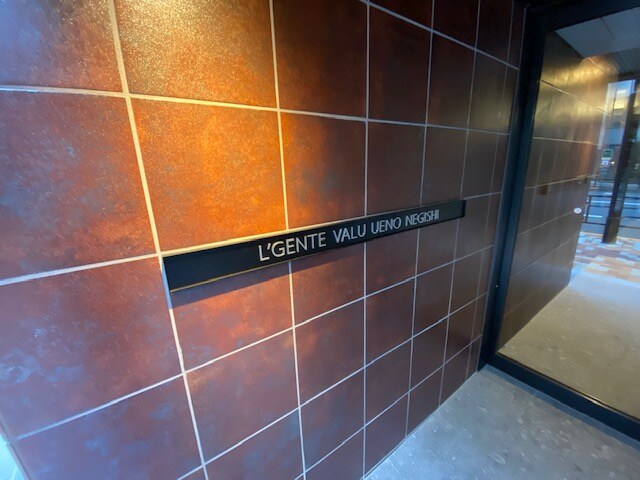 L'GENTE VALU UENO NEGISHI